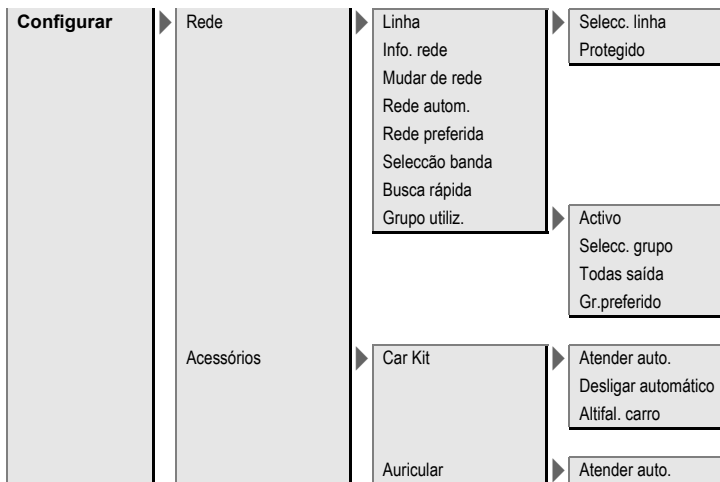 Configurar Rede Linha Selecc. linha
Info. rede Protegido
Mudar de rede
Rede autom.
Rede preferida
Seleccão banda
Busca rápida
Grupo utiliz. Activo
Selecc. grupo
Todas saída
Gr.preferido
Acessórios Car Kit Atender auto.
Desligar automático
Altifal. carro
Auricular Atender auto.